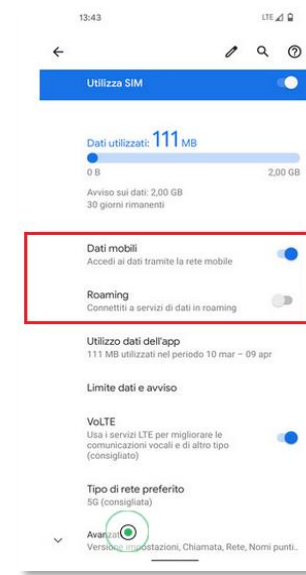 13:43 LTE
Utilizza SIM
Dati utilizzati: 111 MB
0 B 2,00 GB
Avviso sui dati: 2,00 GB
30 giorni rimanenti
Dati mobili
Accedi ai dati tramite la rete mobile
Roaming
Connettiti a servizi di dati in roaming
Utilizzo dell'app
111 MB utilizzati nel periodo 10 mar – 09 apr
Limite dati e avviso
VoLTE
Usa i servizi LTE per migliorare le
comunicazioni vocali e di altro tipo
(consigliato)
Tipo di rete preferito
5G (consigliata)
Avanzat
Versione impostazioni, Chiamata, Rete, Nomi punti..